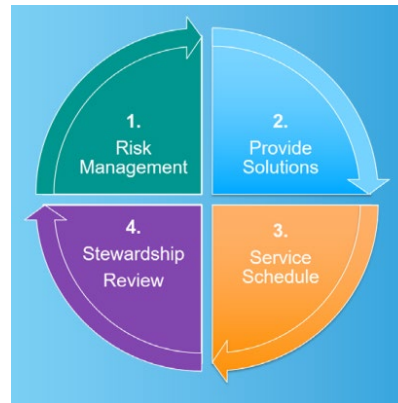 1.
Risk
Management
2.
Provide
Solutions
3.
Service
Schedule
4.
Stewardship
Review